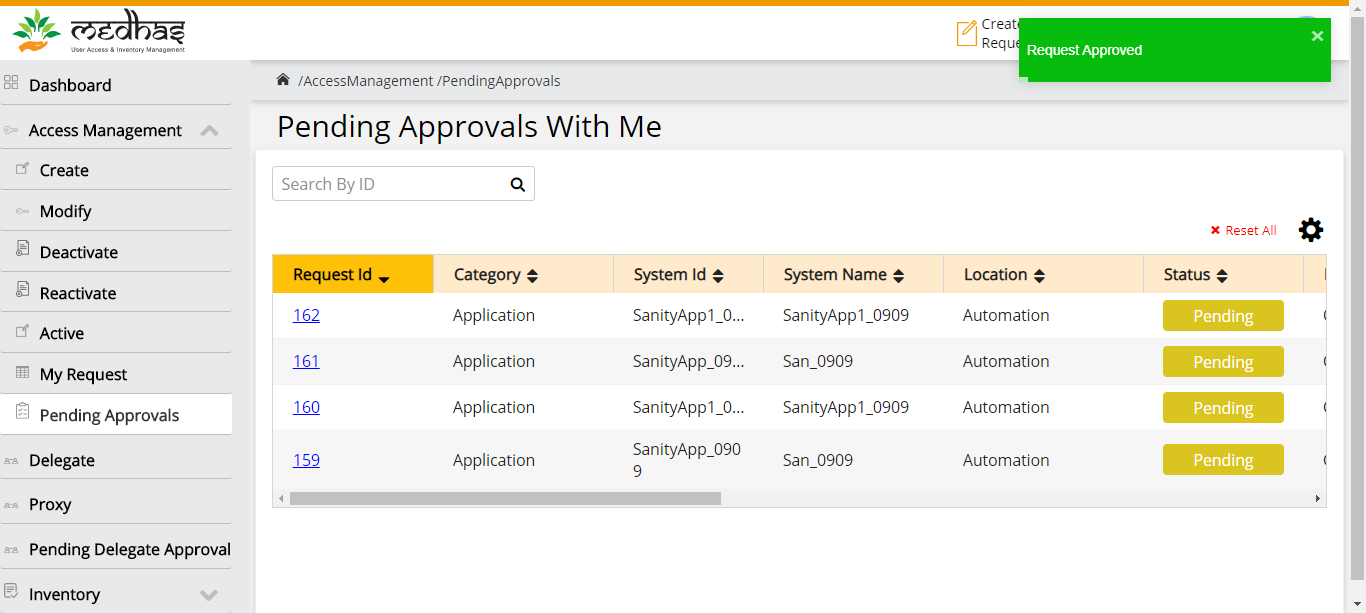 medhas
User Access & Inventory Management
Create
Reque
Request Approved
Dashboard
Access Management
Create
Modify
Deactivate
Reactivate
Active
My Request
Pending Approvals
Delegate
Proxy
Pending Delegate Approval
Inventory
/AccessManagement /PendingApprovals
Pending Approvals With Me
Search By ID
Reset All
Request Id Category System Id System Name Location Status
162 Application SanityApp1_0... SanityApp1_0909 Automation Pending
161 Application SanityApp_09... San_0909 Automation Pending
160 Application SanityApp1_0... SanityApp1_0909 Automation Pending
159 Application SanityApp_090
9 San_0909 Automation Pending